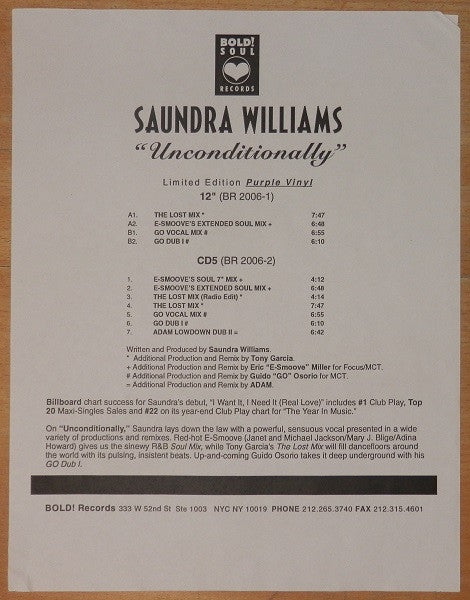 BOLD!
SOUL
RECORDS
SAUNDRA WILLIAMS
"Unconditionally"
Limited Edition Purple Vinyl
12" (BR 2006-1)
A1. THE LOST MIX * 7:47
A2. E-SMOOVE'S EXTENDED SOUL MIX + 6:48
B1. GO VOCAL MIX # 6:55
B2. GO DUB I # 6:10
CD5 (BR 2006-2)
1. E-SMOOVE'S SOUL 7" MIX + 4:12
2. E-SMOOVE'S EXTENDED SOUL MIX + 6:48
3. THE LOST MIX (Radio Edit) * 4:14
4. THE LOST MIX * 7:47
5. GO VOCAL MIX # 6:55
6. GO DUB I # 6:10
7. ADAM LOWDOWN DUB II = 6:42
Written and Produced by Saundra Williams.
* Additional Production and Remix by Tony Garcia.
+ Additional Production and Remix by Eric "E-Smoove" Miller for Focus/MCT.
# Additional Production and Remix by Guido "GO" Osorio for MCT.
= Additional Production and Remix by ADAM.
Billboard chart success for Saundra's debut, "I Want It, I Need It (Real Love)" includes #1 Club Play, Top
20 Maxi-Singles Sales and #22 on its year-end Club Play chart for "The Year In Music."
On "Unconditionally," Saundra lays down the law with a powerful, sensuous vocal presented in a wide
variety of productions and remixes. Red-hot E-Smoove (Janet and Michael Jackson/Mary J. Blige/Adina
Howard) gives us the sinewy R&B Soul Mix, while Tony Garcia's The Lost Mix will fill dancefloors around
the world with its pulsing, insistent beats. Up-and-coming Guido Osorio takes it deep underground with his
GO Dub I.
BOLD! Records 333 W 52nd St Ste 1003 NYC NY 10019 PHONE 212.265.3740 FAX 212.315.4601